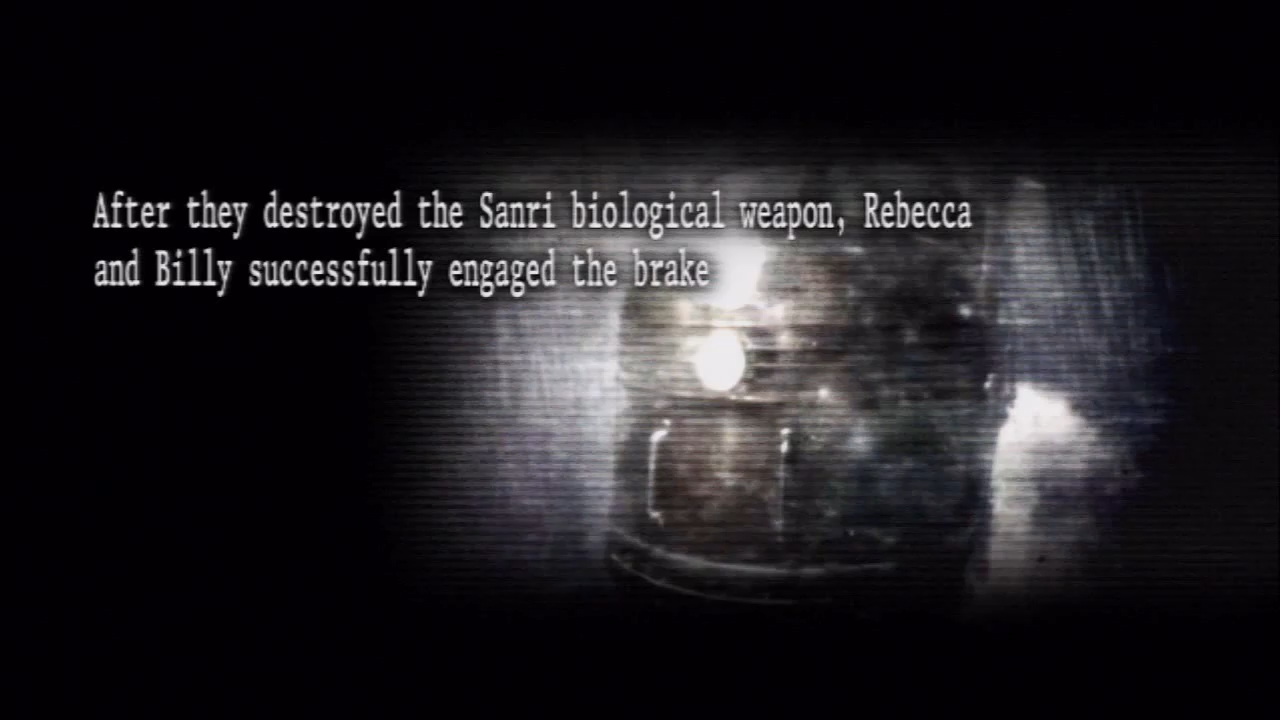 After they destroyed the Sanri biological weapon, Rebecca
and Billy successfully engaged the brake